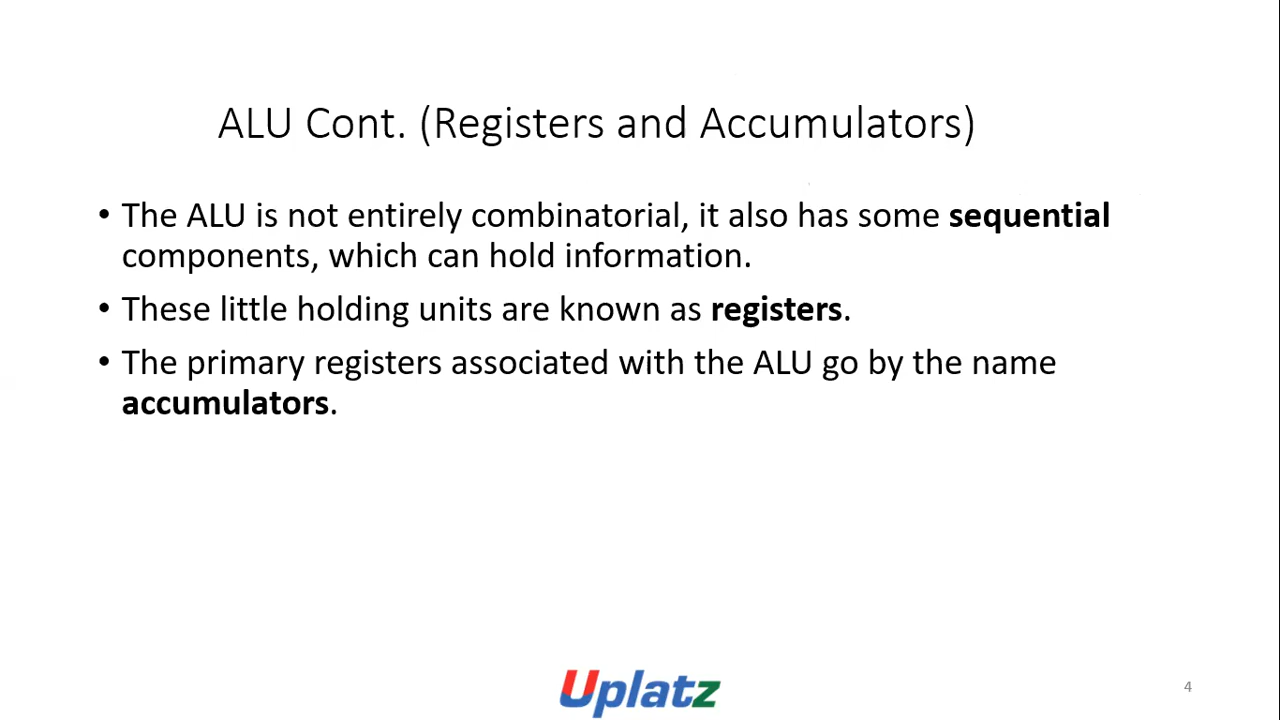 ALU Cont. (Registers and Accumulators)
• The ALU is not entirely combinatorial, it also has some sequential
components, which can hold information.
• These little holding units are known as registers.
• The primary registers associated with the ALU go by the name
accumulators.
Uplatz
4